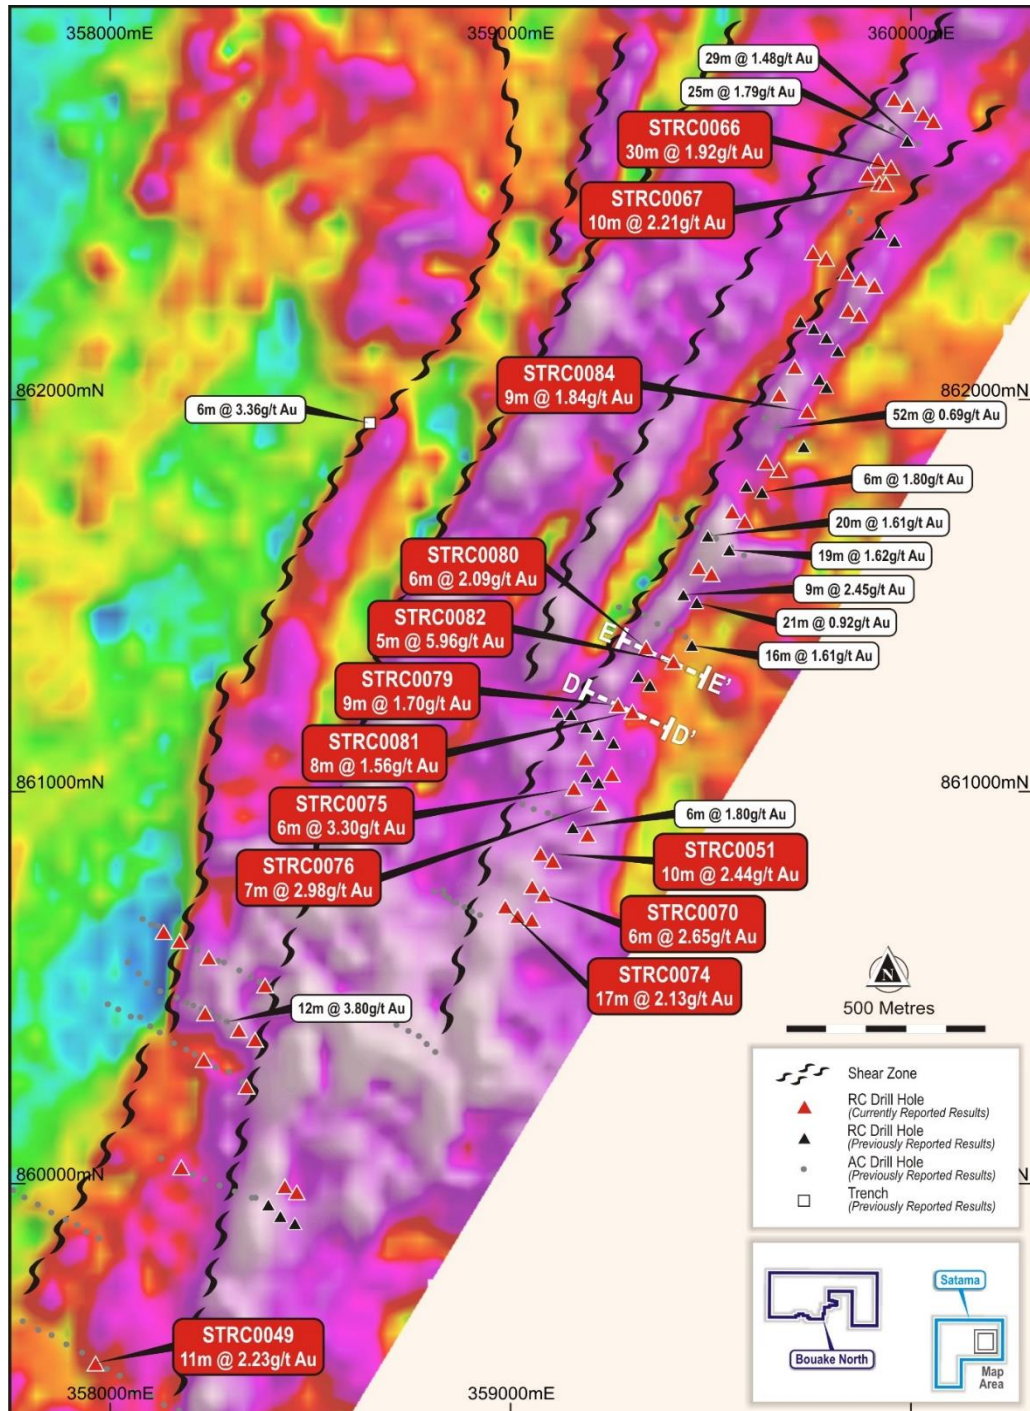 358000mE
359000mE
360000mE
29m @ 1.48g/t Au
25m @ 1.79g/t Au
STRC0066
30m @ 1.92g/t Au
STRC0067
10m @ 2.21g/t Au
862000mN
862000mN
STRC0084
9m @ 1.84g/t Au
6m @ 3.36g/t Au
52m @ 0.69g/t Au
6m @ 1.80g/t Au
20m @ 1.61g/t Au
19m @ 1.62g/t Au
STRC0080
6m @ 2.09g/t Au
9m @ 2.45g/t Au
STRC0082
5m @ 5.96g/t Au
21m @ 0.92g/t Au
E
E'
16m @ 1.61g/t Au
STRC0079
9m @ 1.70g/t Au
D
D'
STRC0081
8m @ 1.56g/t Au
861000mN
861000mN
STRC0075
6m @ 3.30g/t Au
6m @ 1.80g/t Au
STRC0076
7m @ 2.98g/t Au
STRC0051
10m @ 2.44g/t Au
STRC0070
6m @ 2.65g/t Au
STRC0074
17m @ 2.13g/t Au
12m @ 3.80g/t Au
N
500 Metres
Shear Zone
RC Drill Hole
(Currently Reported Results)
RC Drill Hole
(Previously Reported Results)
AC Drill Hole
(Previously Reported Results)
Trench
(Previously Reported Results)
860000mN
N
Satama
Bouake North
Map
Area
STRC0049
11m @ 2.23g/t Au
358000mE
359000mE